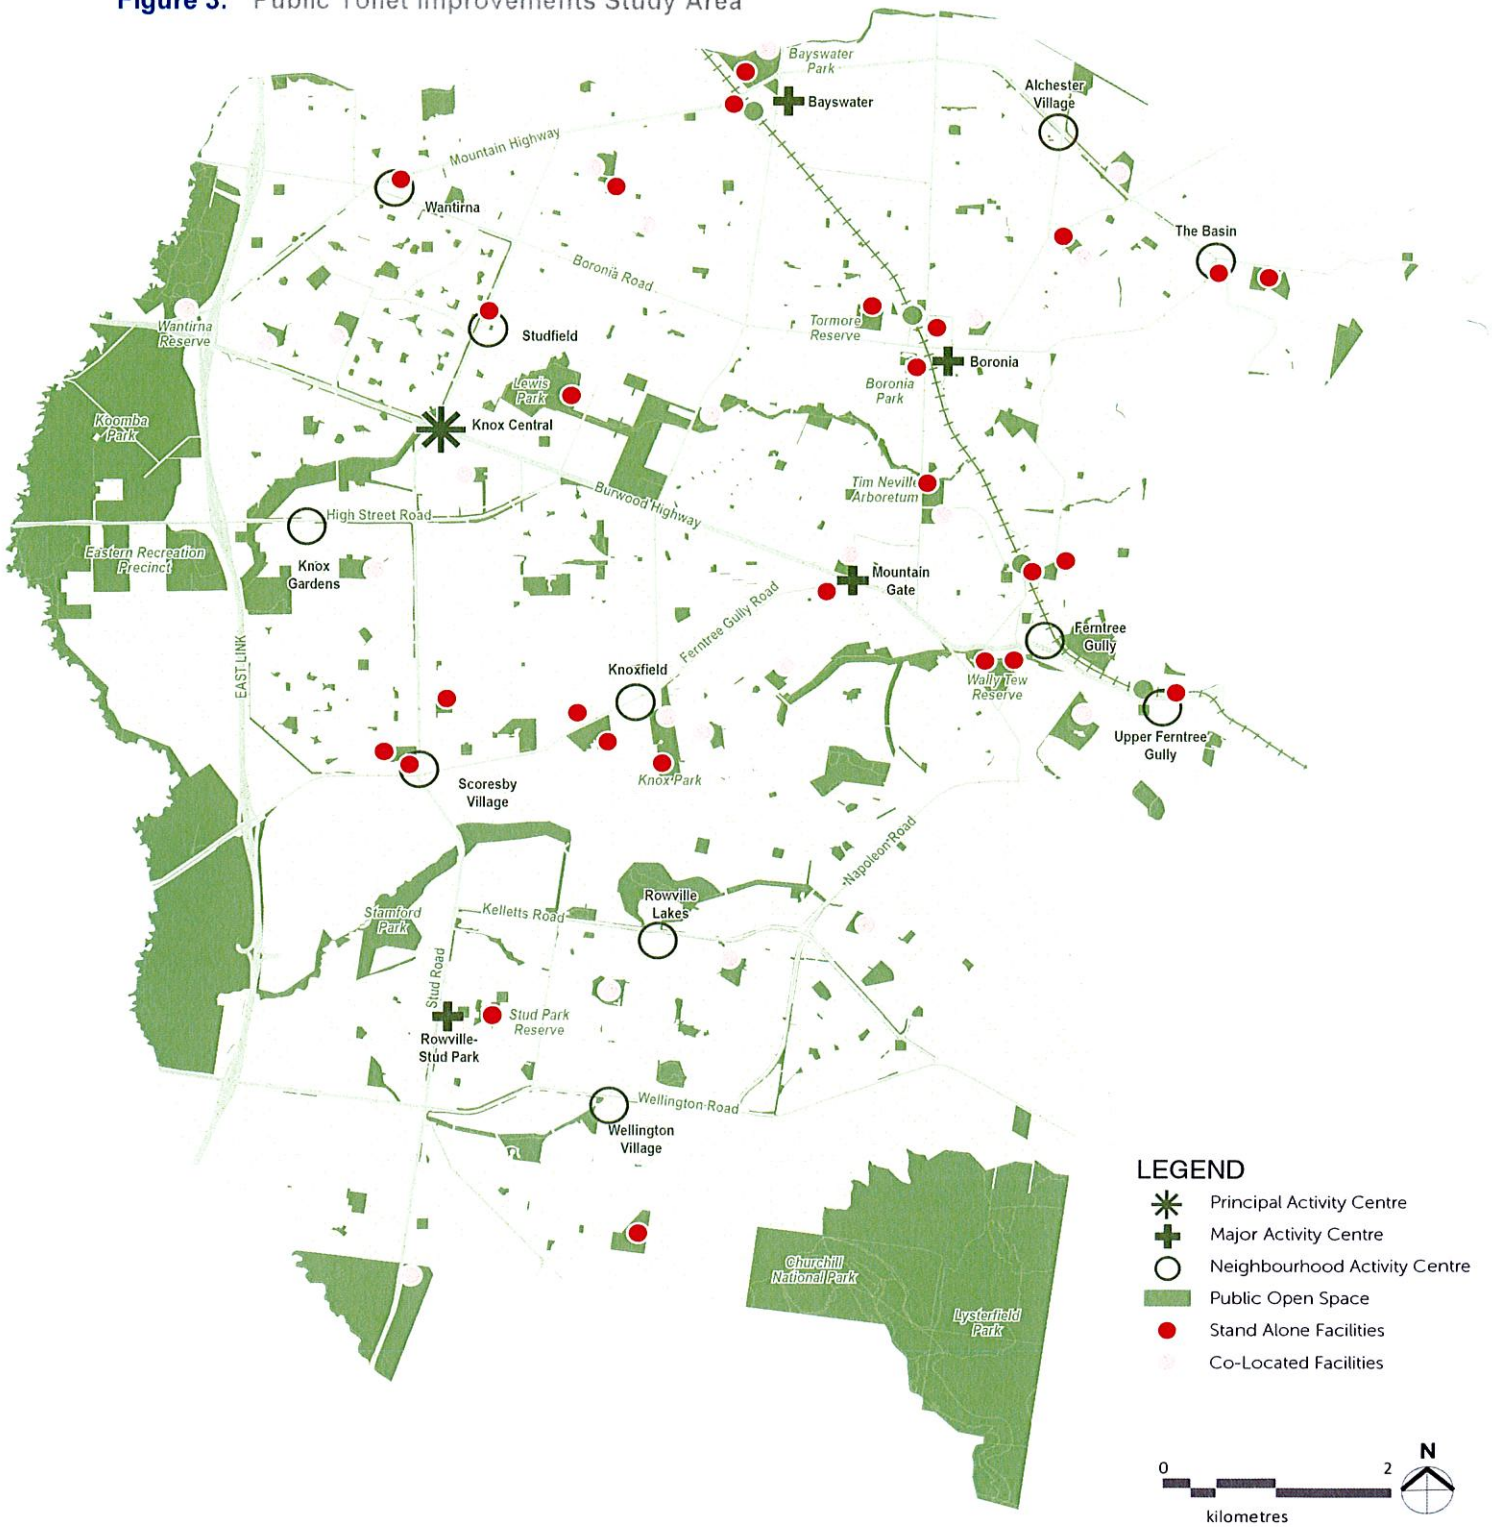 Figure 3: Public Toilet Improvements Study Area
Bayswater
Park
Bayswater
Alchester
Village
Mountain Highway
Wantirna
The Basin
Boronia Road
Wantirna
Reserve
Studfield
Tormore
Reserve
Boronia
Boronia
Park
Lewis
Park
Koomba
Park
Knox Central
Tim Neville
Arboretum
Burwood Highway
High Street Road
Eastern Recreation
Precinct
Knox
Gardens
Mountain
Gate
Ferntree Gully Road
EAST LINK
Ferntree
Gully
Knoxfield
Wally Tew
Reserve
Upper Ferntree
Gully
Knox Park
Scoresby
Village
Napoleon Road
Rowville
Lakes
Stamford
Park
Kelletts Road
Stud Road
Stud Park
Reserve
Rowville-
Stud Park
Wellington Road
Wellington
Village
Churchill
National Park
Lysterfield
Park
LEGEND
Principal Activity Centre
Major Activity Centre
Neighbourhood Activity Centre
Public Open Space
Stand Alone Facilities
Co-Located Facilities
0 2
kilometres
N